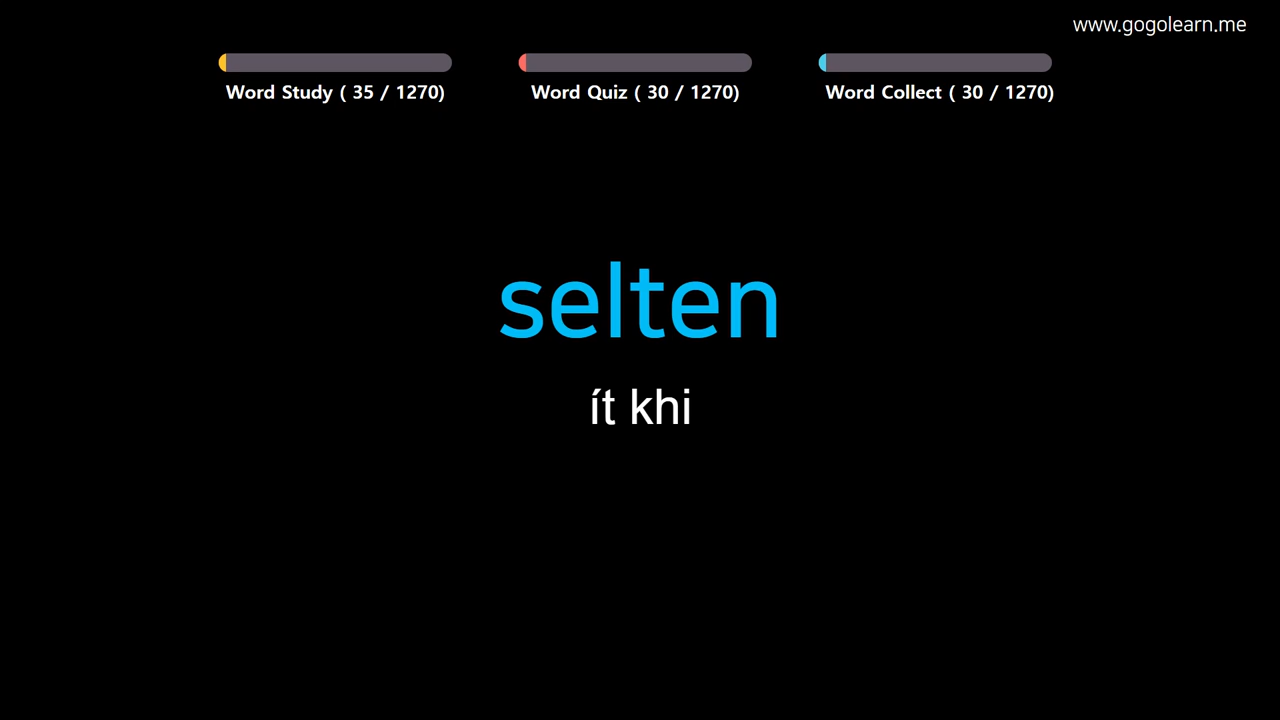 www.gogolearn.me
Word Study ( 35 / 1270)
Word Quiz ( 30 / 1270)
Word Collect ( 30 / 1270)
selten
ít khi